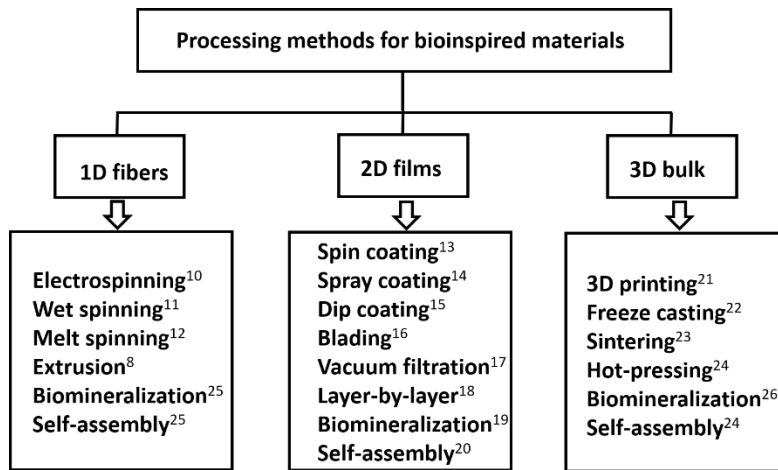 Processing methods for bioinspired materials
1D fibers
2D films
3D bulk
Electrospinning10
Wet spinning11
Melt spinning12
Extrusion8
Biomineralization25
Self-assembly25
Spin coating13
Spray coating14
Dip coating15
Blading16
Vacuum filtration17
Layer-by-layer18
Biomineralization19
Self-assembly20
3D printing21
Freeze casting22
Sintering23
Hot-pressing24
Biomineralization26
Self-assembly24